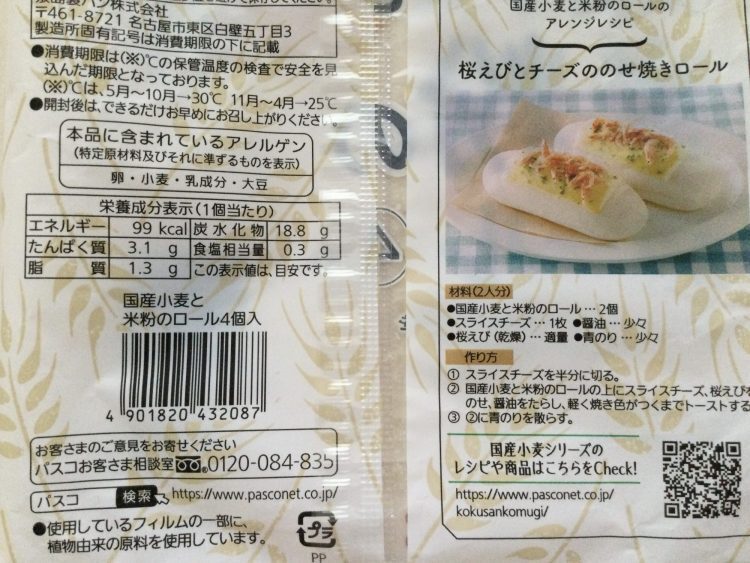 〒461-8721 名古屋市東区白壁五丁目3
製造所固有記号は消費期限の下に記載
●消費期限は(※)℃の保管温度の検査で安全を見
込んだ期限となっております。
(※)℃は、5月～10月→30℃ 11月～4月→25℃
●開封後は、できるだけお早めにお召し上がりください。
本品に含まれているアレルゲン
(特定原材料及びそれに準ずるものを表示)
卵・小麦・乳成分・大豆
栄養成分表示(1個当たり)
エネルギー 99 kcal 炭水化物 18.8 g
たんぱく質 3.1 g 食塩相当量 0.3 g
脂質 1.3 g この表示値は、目安です。
国産小麦と
米粉のロール4個入
4 901820 432087
お客さまのご意見をお寄せください
パスコお客さま相談室 0120-084-835
パスコ 検索 https://www.pasconet.co.jp/
●使用しているフィルムの一部に、
植物由来の原料を使用しています。
プラ
PP
国産小麦と米粉のロールの
アレンジレシピ
桜えびとチーズののせ焼きロール
材料(2人分)
●国産小麦と米粉のロール…2個
●スライスチーズ…1枚 ●醤油…少々
●桜えび(乾燥)…適量 ●青のり…少々
作り方
① スライスチーズを半分に切る。
② 国産小麦と米粉のロールの上にスライスチーズ、桜えびを
のせ、醤油をたらし、軽く焼き色がつくまでトーストする
③ ②に青のりを散らす。
国産小麦シリーズの
レシピや商品はこちらをCheck!
https://www.pasconet.co.jp/
kokusankomugi/